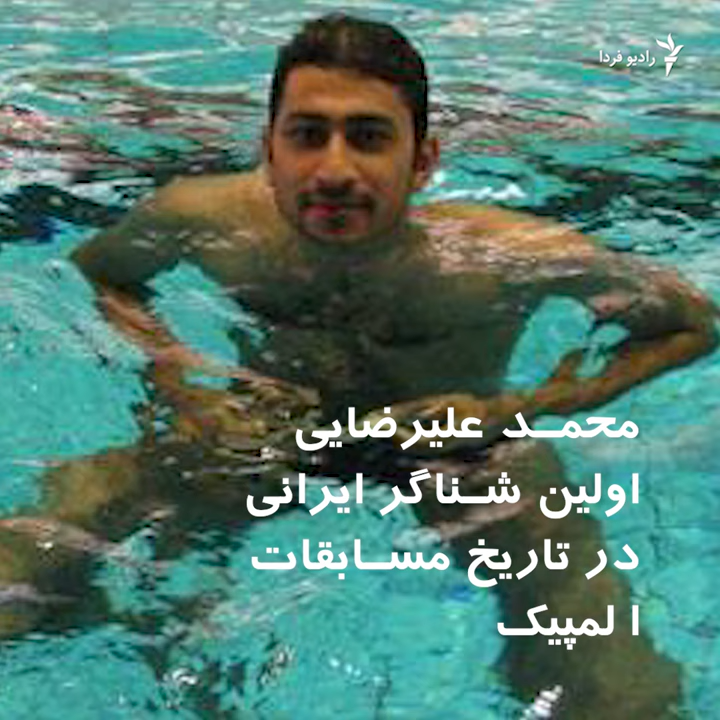 رادیو فردا
محمـد علیرضایی
اولین شـناگر ایرانی
در تاریخ مسـابقات
ا لمپیک